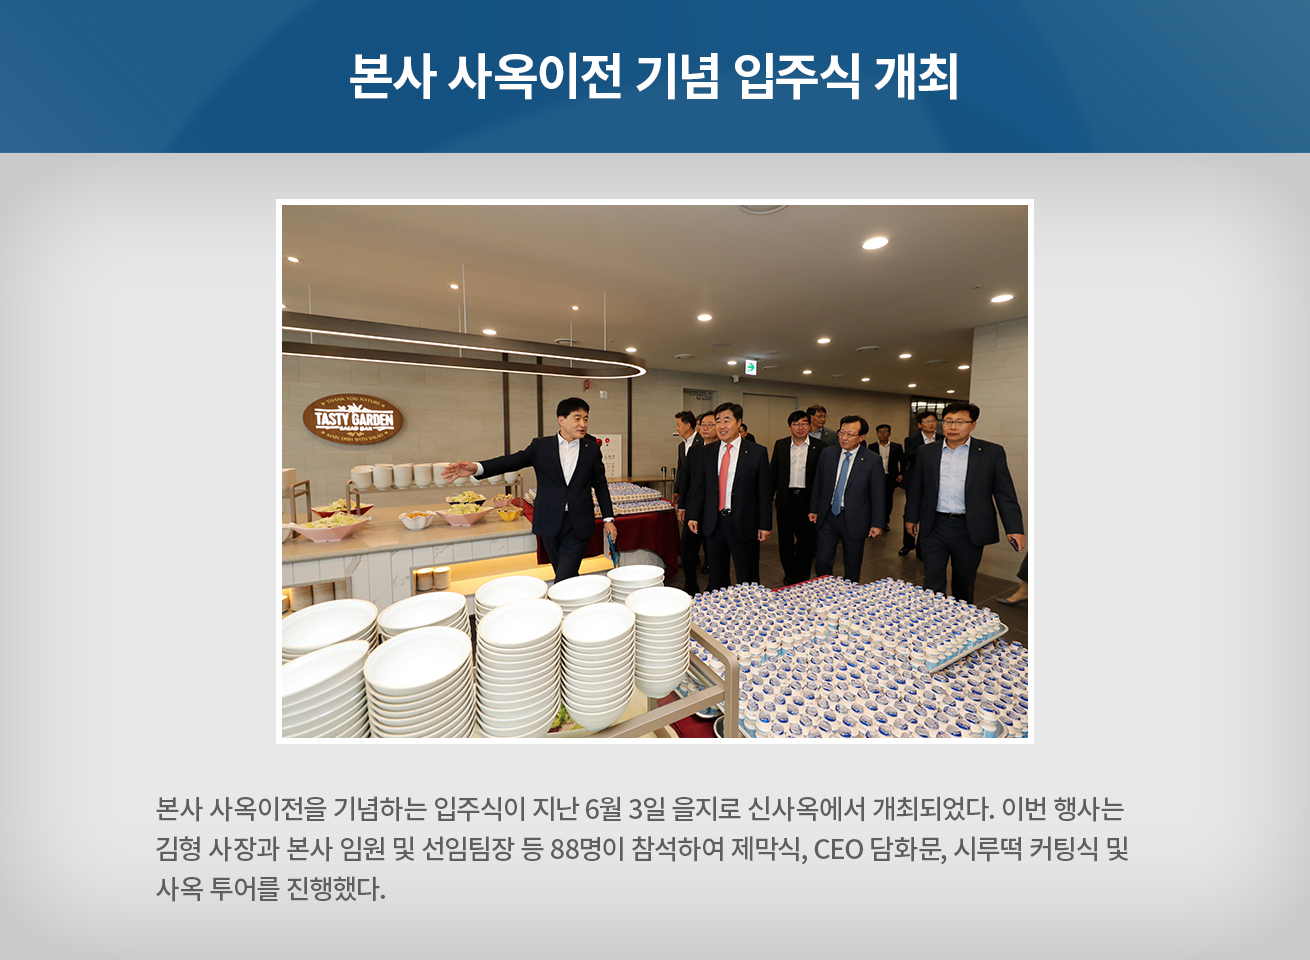 본사 사옥이전 기념 입주식 개최
THANK YOU NATURE
TASTY GARDEN
SALAD BAR
MAIN DISH WITH SALAD
본사 사옥이전을 기념하는 입주식이 지난 6월 3일 을지로 신사옥에서 개최되었다. 이번 행사는
김형 사장과 본사 임원 및 선임팀장 등 88명이 참석하여 제막식, CEO 담화문, 시루떡 커팅식 및
사옥 투어를 진행했다.